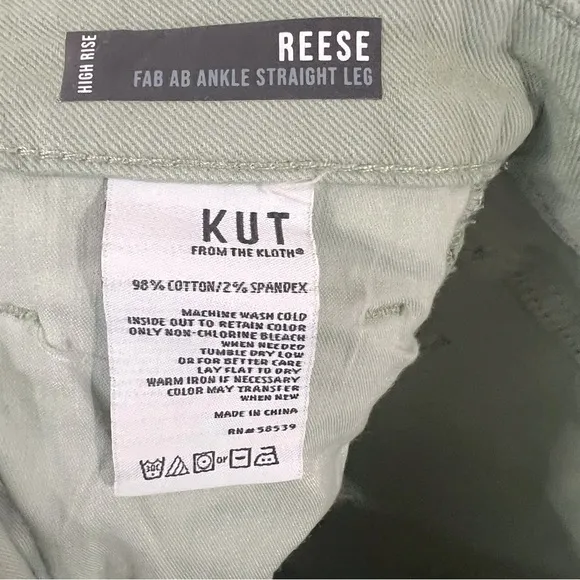 HIGH RISE
REESE
FAB AB ANKLE STRAIGHT LEG
KUT
FROM THE KLOTH®
98% COTTON/2% SPANDEX
MACHINE WASH COLD
INSIDE OUT TO RETAIN COLOR
ONLY NON-CHLORINE BLEACH
WHEN NEEDED
TUMBLE DRY LOW
OR FOR BETTER CARE
LAY FLAT TO DRY
WARM IRON IF NECESSARY
COLOR MAY TRANSFER
WHEN NEW
MADE IN CHINA
RN# 58539
30C or